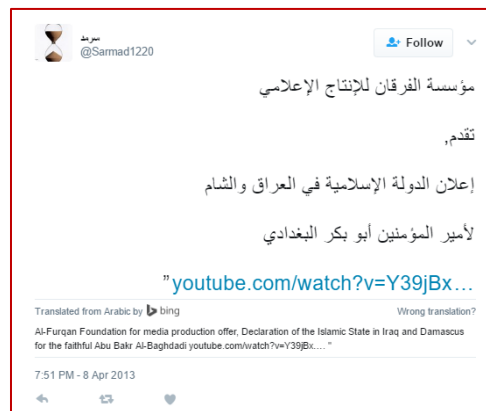 سرمد
@Sarmad1220
Follow
مؤسسة الفرقان للإنتاج الإعلامي
تقدم,
إعلان الدولة الإسلامية في العراق والشام
لأمير المؤمنين أبو بكر البغدادي
"youtube.com/watch?v=Y39jBx…
Translated from Arabic by bing
Wrong translation?
Al-Furqan Foundation for media production offer, Declaration of the Islamic State in Iraq and Damascus
for the faithful Abu Bakr Al-Baghdadi youtube.com/watch?v=Y39jBx.... "
7:51 PM - 8 Apr 2013